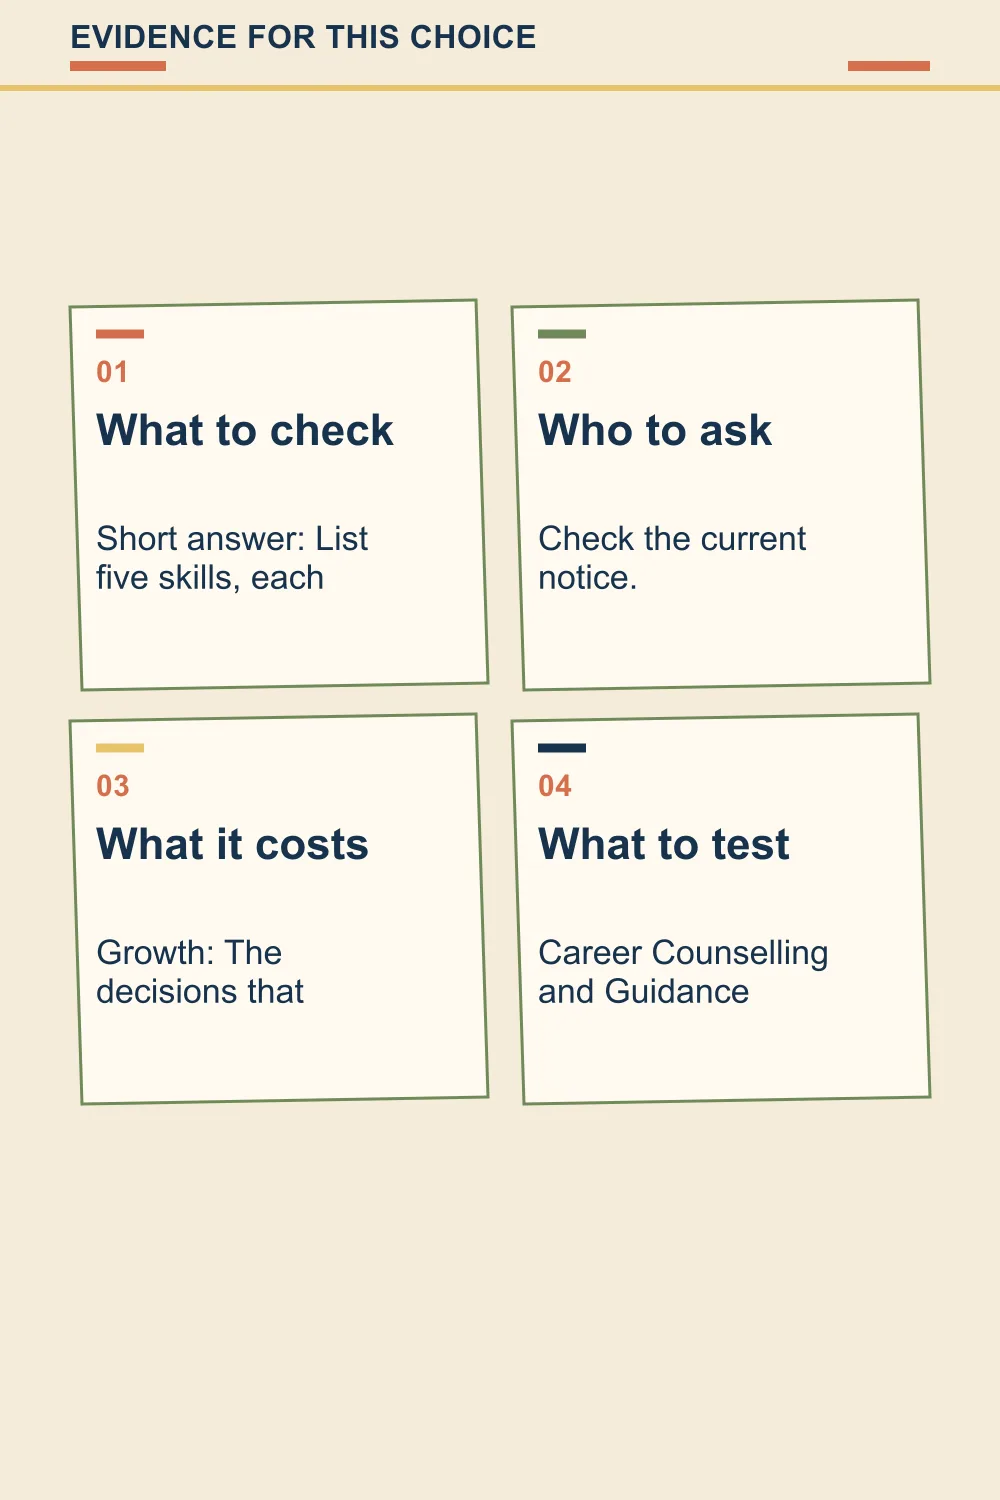 EVIDENCE FOR THIS CHOICE
01
What to check
Short answer: List
five skills, each
02
Who to ask
Check the current
notice.
03
What it costs
Growth: The
decisions that
04
What to test
Career Counselling
and Guidance